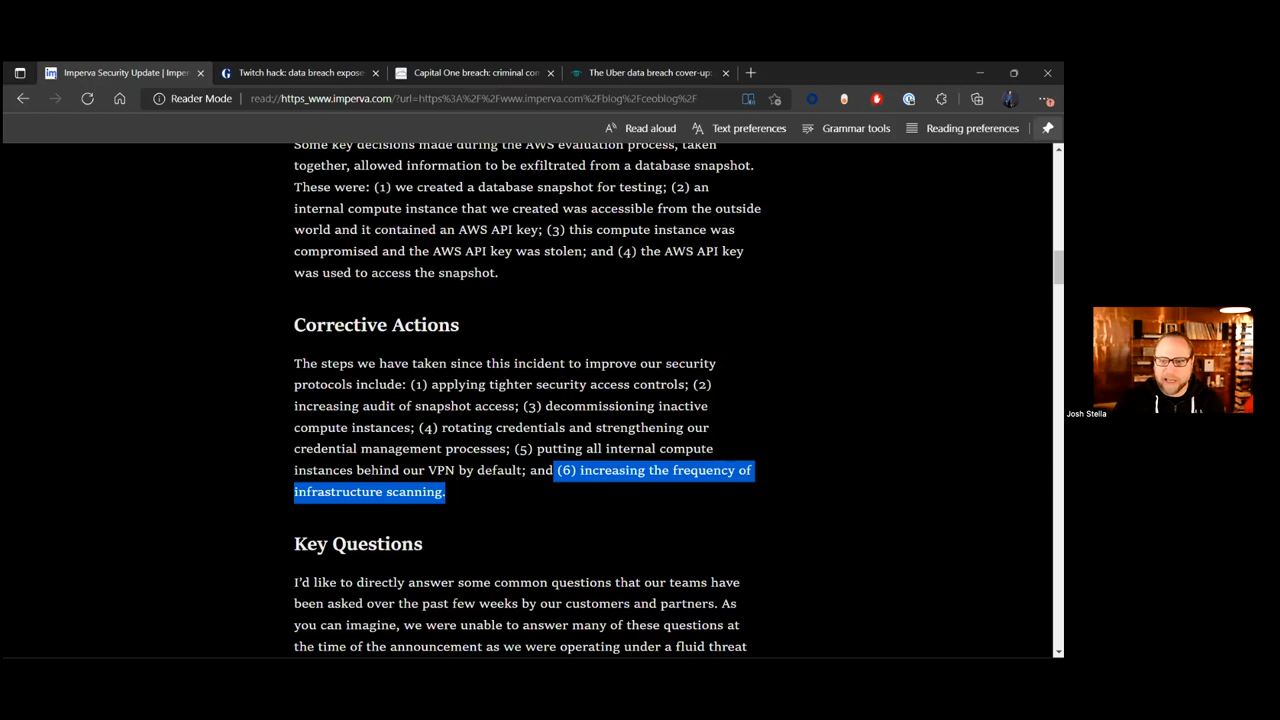 Imperva Security Update | Imper
Twitch hack: data breach expose
Capital One breach: criminal com
The Uber data breach cover-up:
Reader Mode
read://https_www.imperva.com/?url=https%3A%2F%2Fwww.imperva.com%2Fblog%2Fceoblog%2F
Read aloud
Text preferences
Grammar tools
Reading preferences
Some key decisions made during the AWS evaluation process, taken
together, allowed information to be exfiltrated from a database snapshot.
These were: (1) we created a database snapshot for testing; (2) an
internal compute instance that we created was accessible from the outside
world and it contained an AWS API key; (3) this compute instance was
compromised and the AWS API key was stolen; and (4) the AWS API key
was used to access the snapshot.
Corrective Actions
The steps we have taken since this incident to improve our security
protocols include: (1) applying tighter security access controls; (2)
increasing audit of snapshot access; (3) decommissioning inactive
compute instances; (4) rotating credentials and strengthening our
credential management processes; (5) putting all internal compute
instances behind our VPN by default; and (6) increasing the frequency of
infrastructure scanning.
Key Questions
I'd like to directly answer some common questions that our teams have
been asked over the past few weeks by our customers and partners. As
you can imagine, we were unable to answer many of these questions at
the time of the announcement as we were operating under a fluid threat
Josh Stella